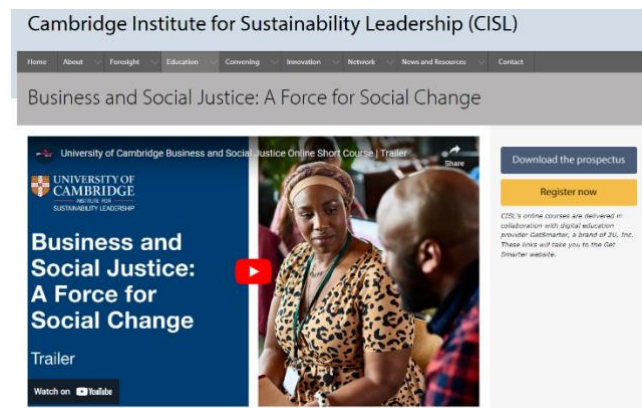 Cambridge Institute for Sustainability Leadership (CISL)
Home About Foresight Education Convening Innovation Network News and Resources Contact
Business and Social Justice: A Force for Social Change
University of Cambridge Business and Social Justice Online Short Course | Trailer
Share
UNIVERSITY OF
CAMBRIDGE
INSTITUTE FOR
SUSTAINABILITY LEADERSHIP
Business and
Social Justice:
A Force for
Social Change
Trailer
Watch on YouTube
Download the prospectus
Register now
CISL's online courses are delivered in
collaboration with digital education
provider GetSmarter, a brand of 2U, Inc.
These links will take you to the Get
Smarter website.